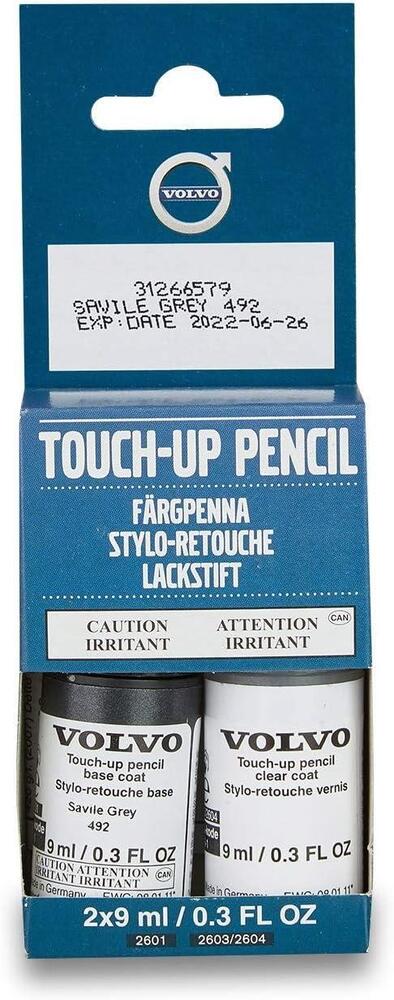 VOLVO
31266579
SAVILE GREY 492
EXP:DATE 2022-06-26
TOUCH-UP PENCIL
FÄRGPENNA
STYLO-RETOUCHE
LACKSTIFT
CAUTION
IRRITANT
ATTENTION
IRRITANT
CAN
VOLVO
Touch-up pencil
base coat
Stylo-retouche base
Savile Grey
492
9 ml / 0.3 FL OZ
CAUTION ATTENTION
IRRITANT IRRITANT
CAN
Made in Germany
VOLVO
Touch-up pencil
clear coat
Stylo-retouche vernis
9 ml / 0.3 FL OZ
2x9 ml / 0.3 FL OZ
2601 2603/2604